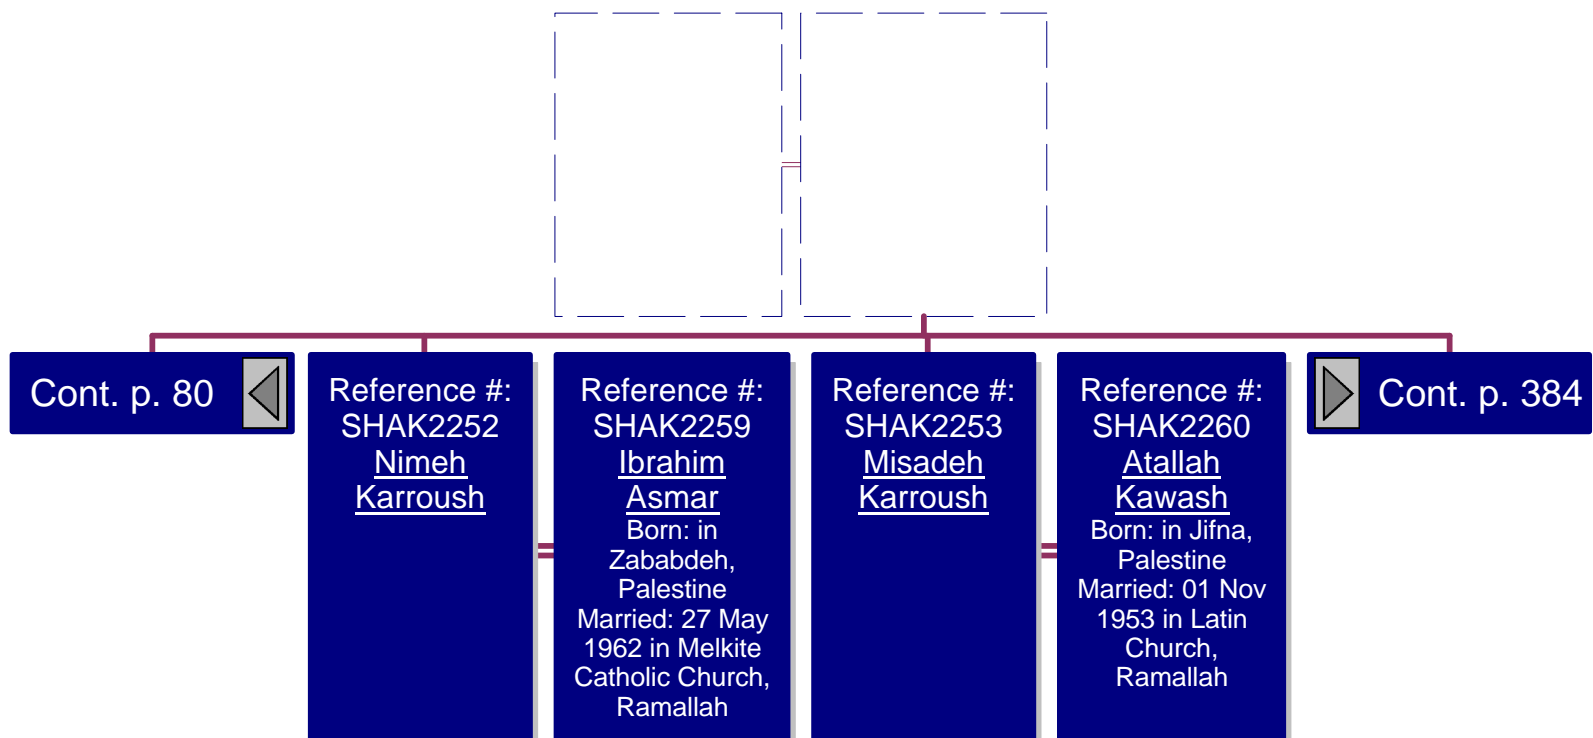 Cont. p. 80
Reference #:
SHAK2252
Nimeh
Karroush
Reference #:
SHAK2259
Ibrahim
Asmar
Born: in
Zababdeh,
Palestine
Married: 27 May
1962 in Melkite
Catholic Church,
Ramallah
Reference #:
SHAK2253
Misadeh
Karroush
Reference #:
SHAK2260
Atallah
Kawash
Born: in Jifna,
Palestine
Married: 01 Nov
1953 in Latin
Church,
Ramallah
Cont. p. 384